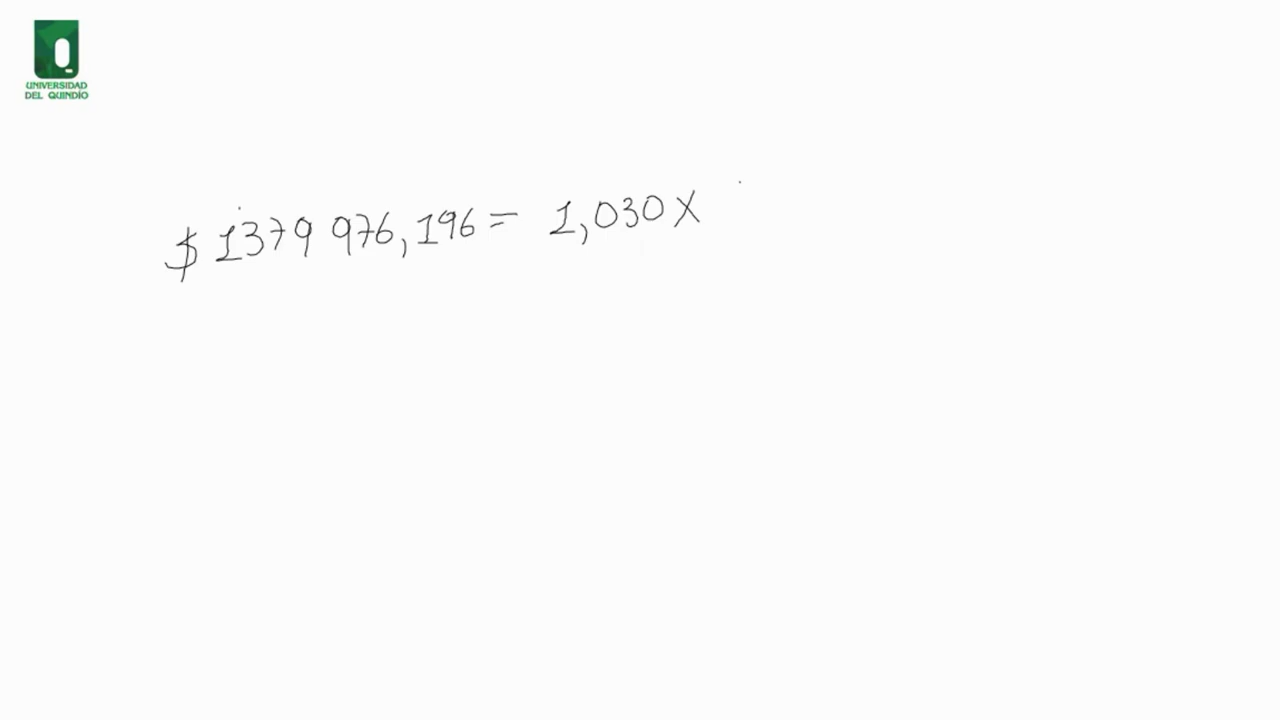 UNIVERSIDAD
DEL QUINDÍO
$ 1379 976,196 = 1,030 X